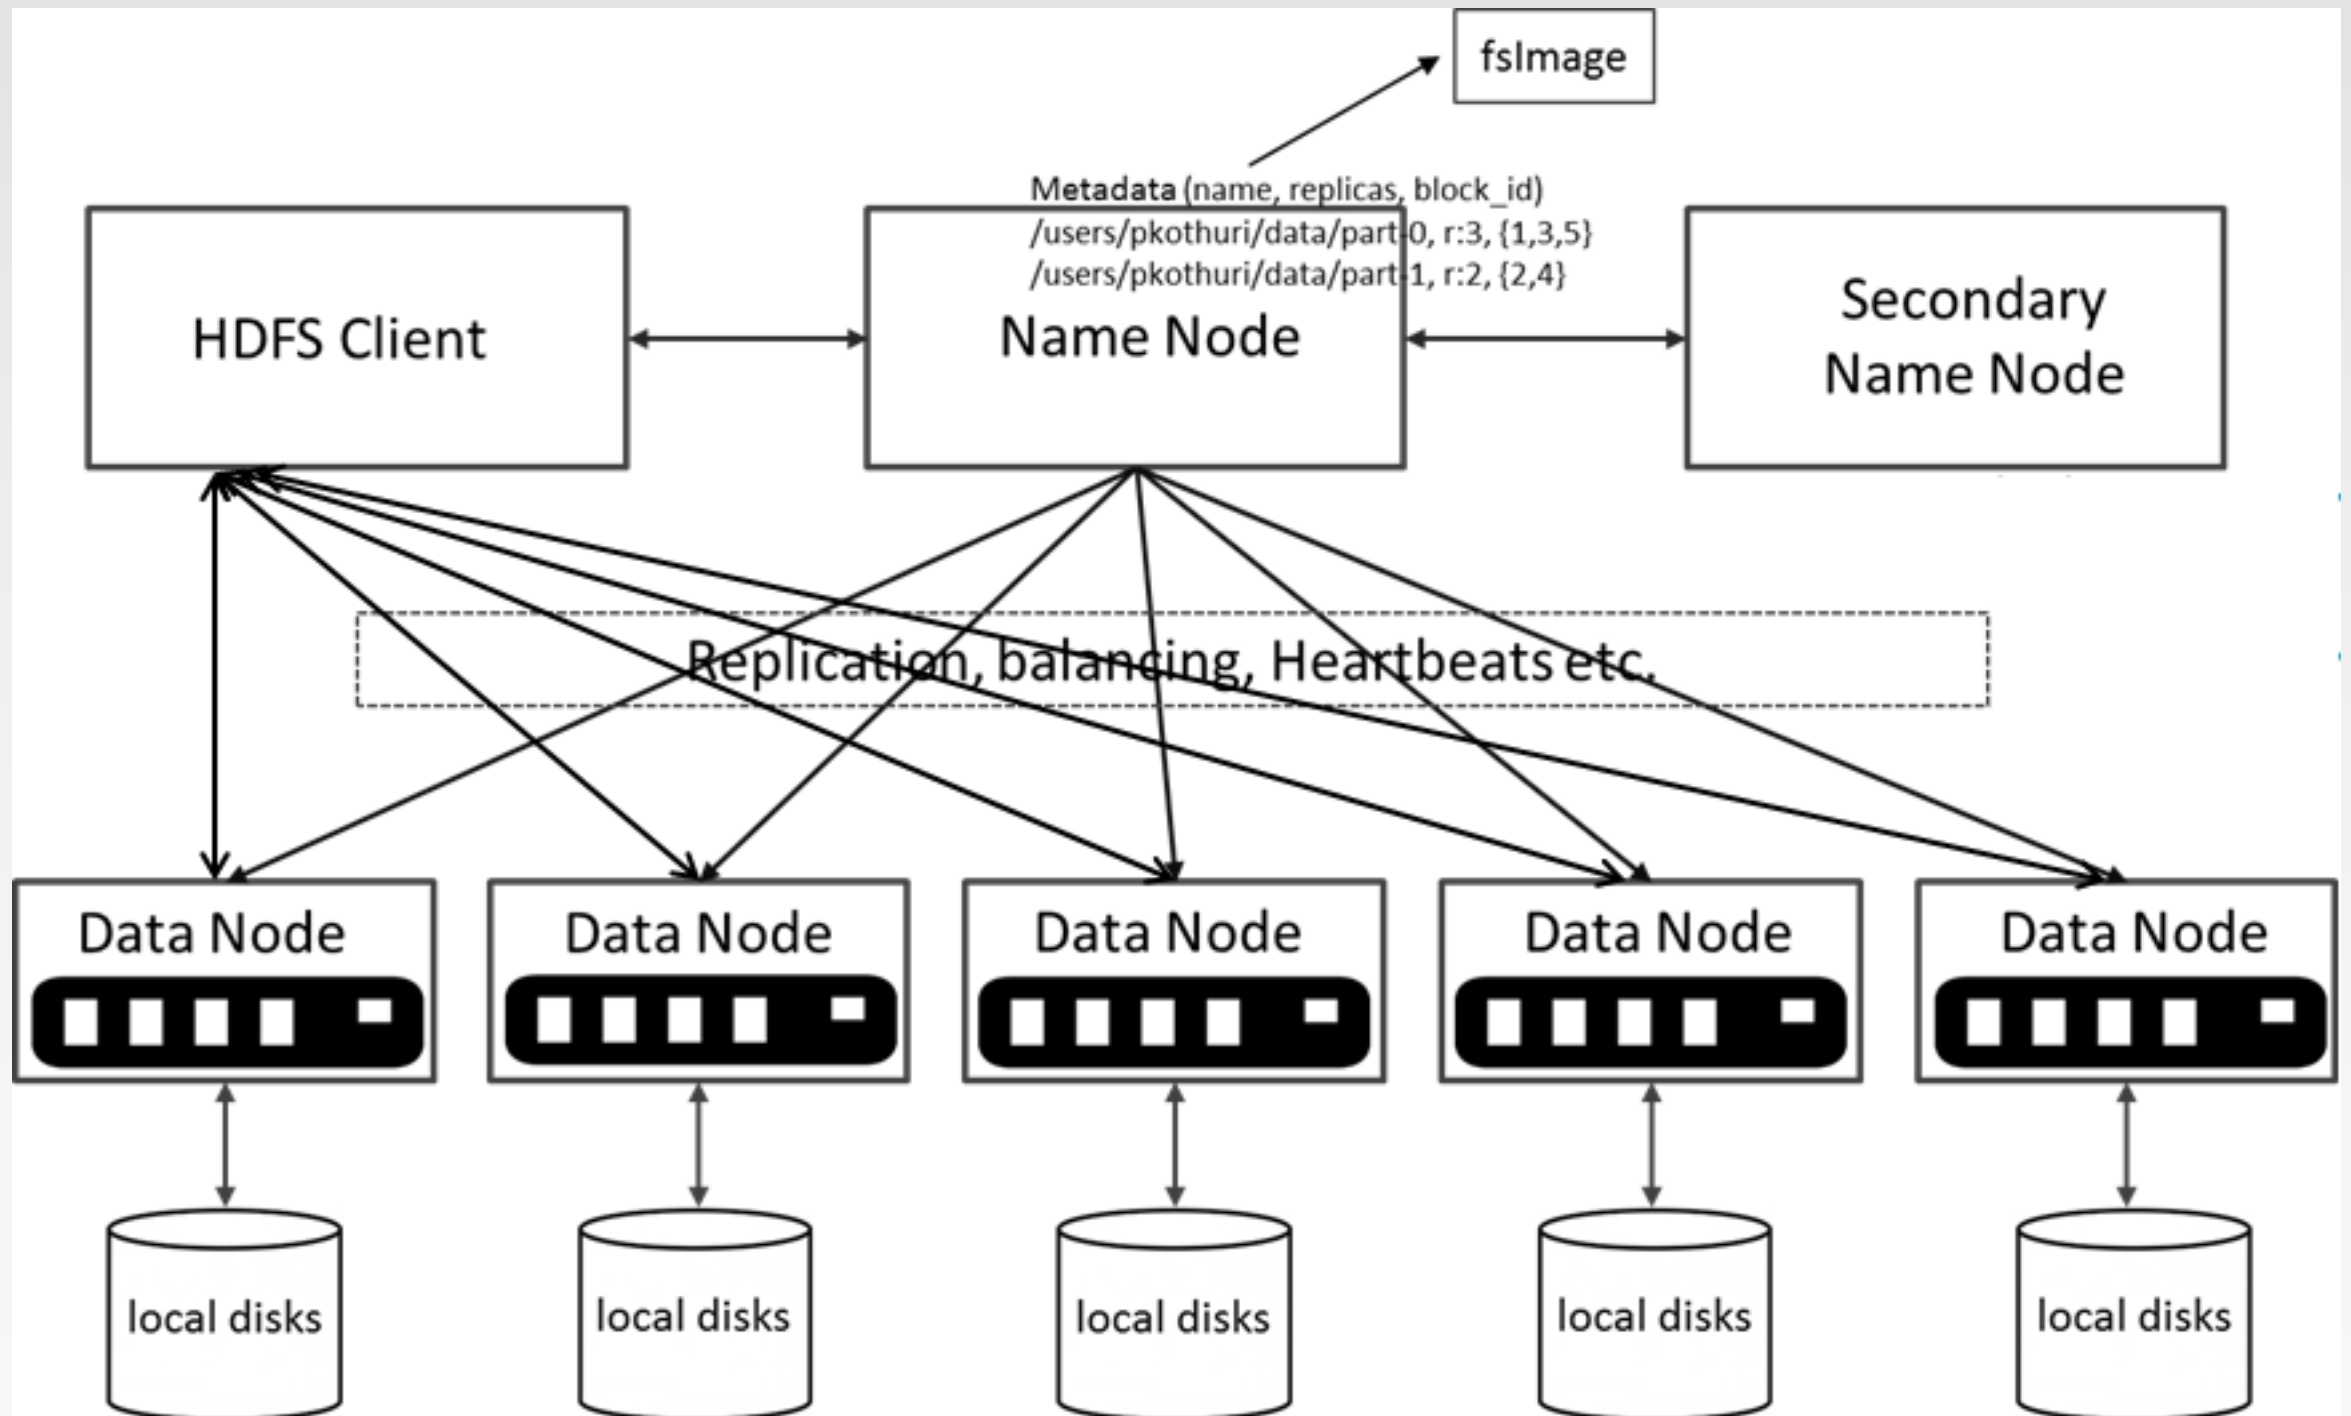 fsImage
Metadata (name, replicas, block_id)
/users/pkothuri/data/part-0, r:3, {1,3,5}
/users/pkothuri/data/part-1, r:2, {2,4}
HDFS Client
Name Node
Secondary
Name Node
Replication, balancing, Heartbeats etc.
Data Node
Data Node
Data Node
Data Node
Data Node
local disks
local disks
local disks
local disks
local disks